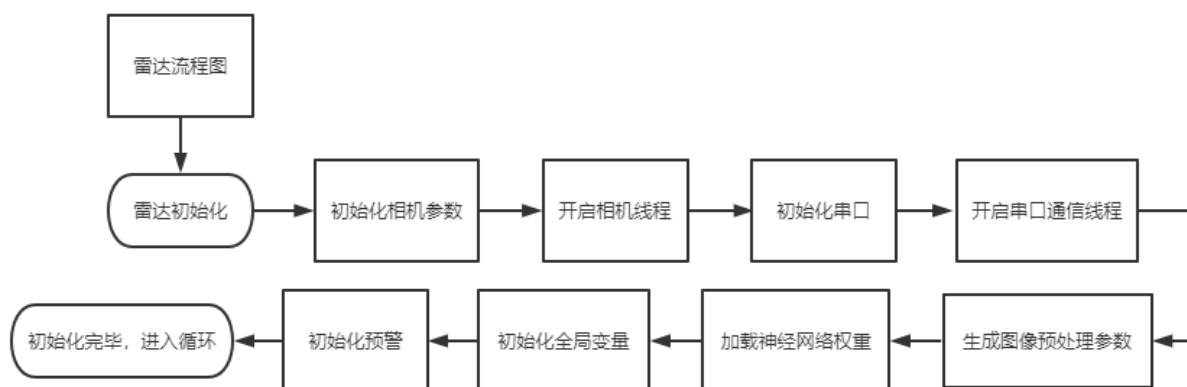 雷达流程图
雷达初始化
初始化相机参数
开启相机线程
初始化串口
开启串口通信线程
生成图像预处理参数
加载神经网络权重
初始化全局变量
初始化预警
初始化完毕，进入循环